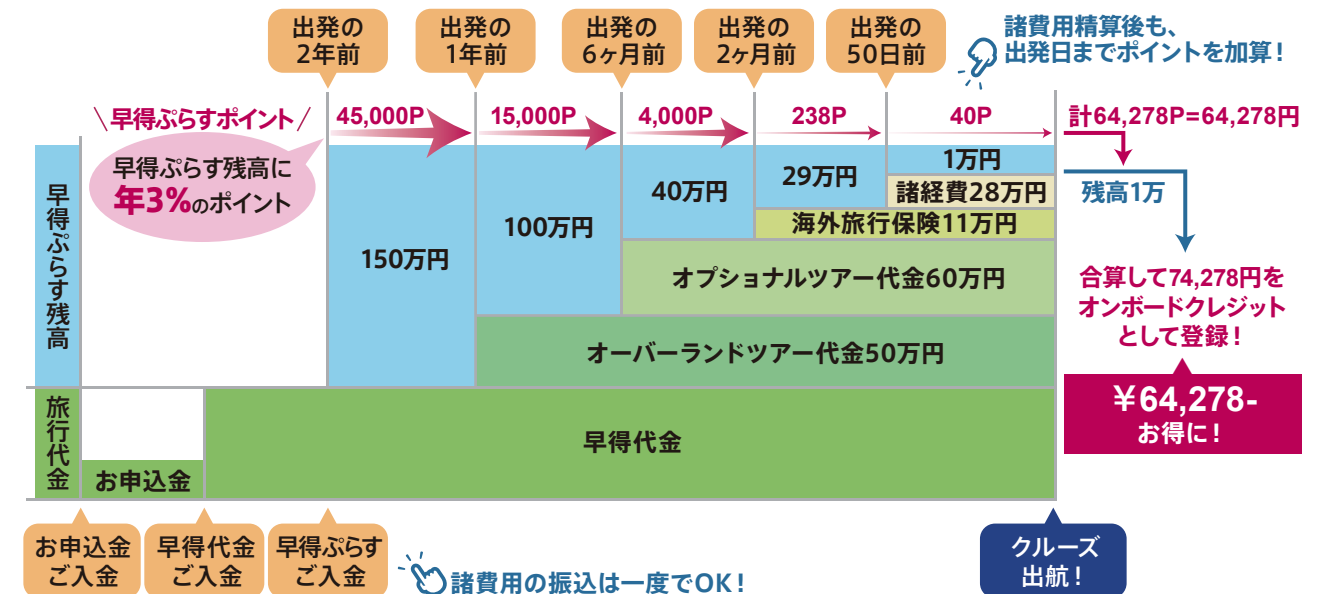 出発の
2年前
出発の
1年前
出発の
6ヶ月前
出発の
2ヶ月前
出発の
50日前
諸費用精算後も、
出発日までポイントを加算！
早得ぷらすポイント
45,000P
15,000P
4,000P
238P
40P
計64,278P=64,278円
早得ぷらす残高に
年3%のポイント
早得ぷらす残高
150万円
100万円
40万円
29万円
1万円
諸経費28万円
海外旅行保険11万円
オプショナルツアー代金60万円
オーバーランドツアー代金50万円
残高1万
合算して74,278円を
オンボードクレジット
として登録！
￥64,278-
お得に！
旅行代金
お申込金
早得代金
お申込金
ご入金
早得代金
ご入金
早得ぷらす
ご入金
諸費用の振込は一度でOK！
クルーズ
出航！